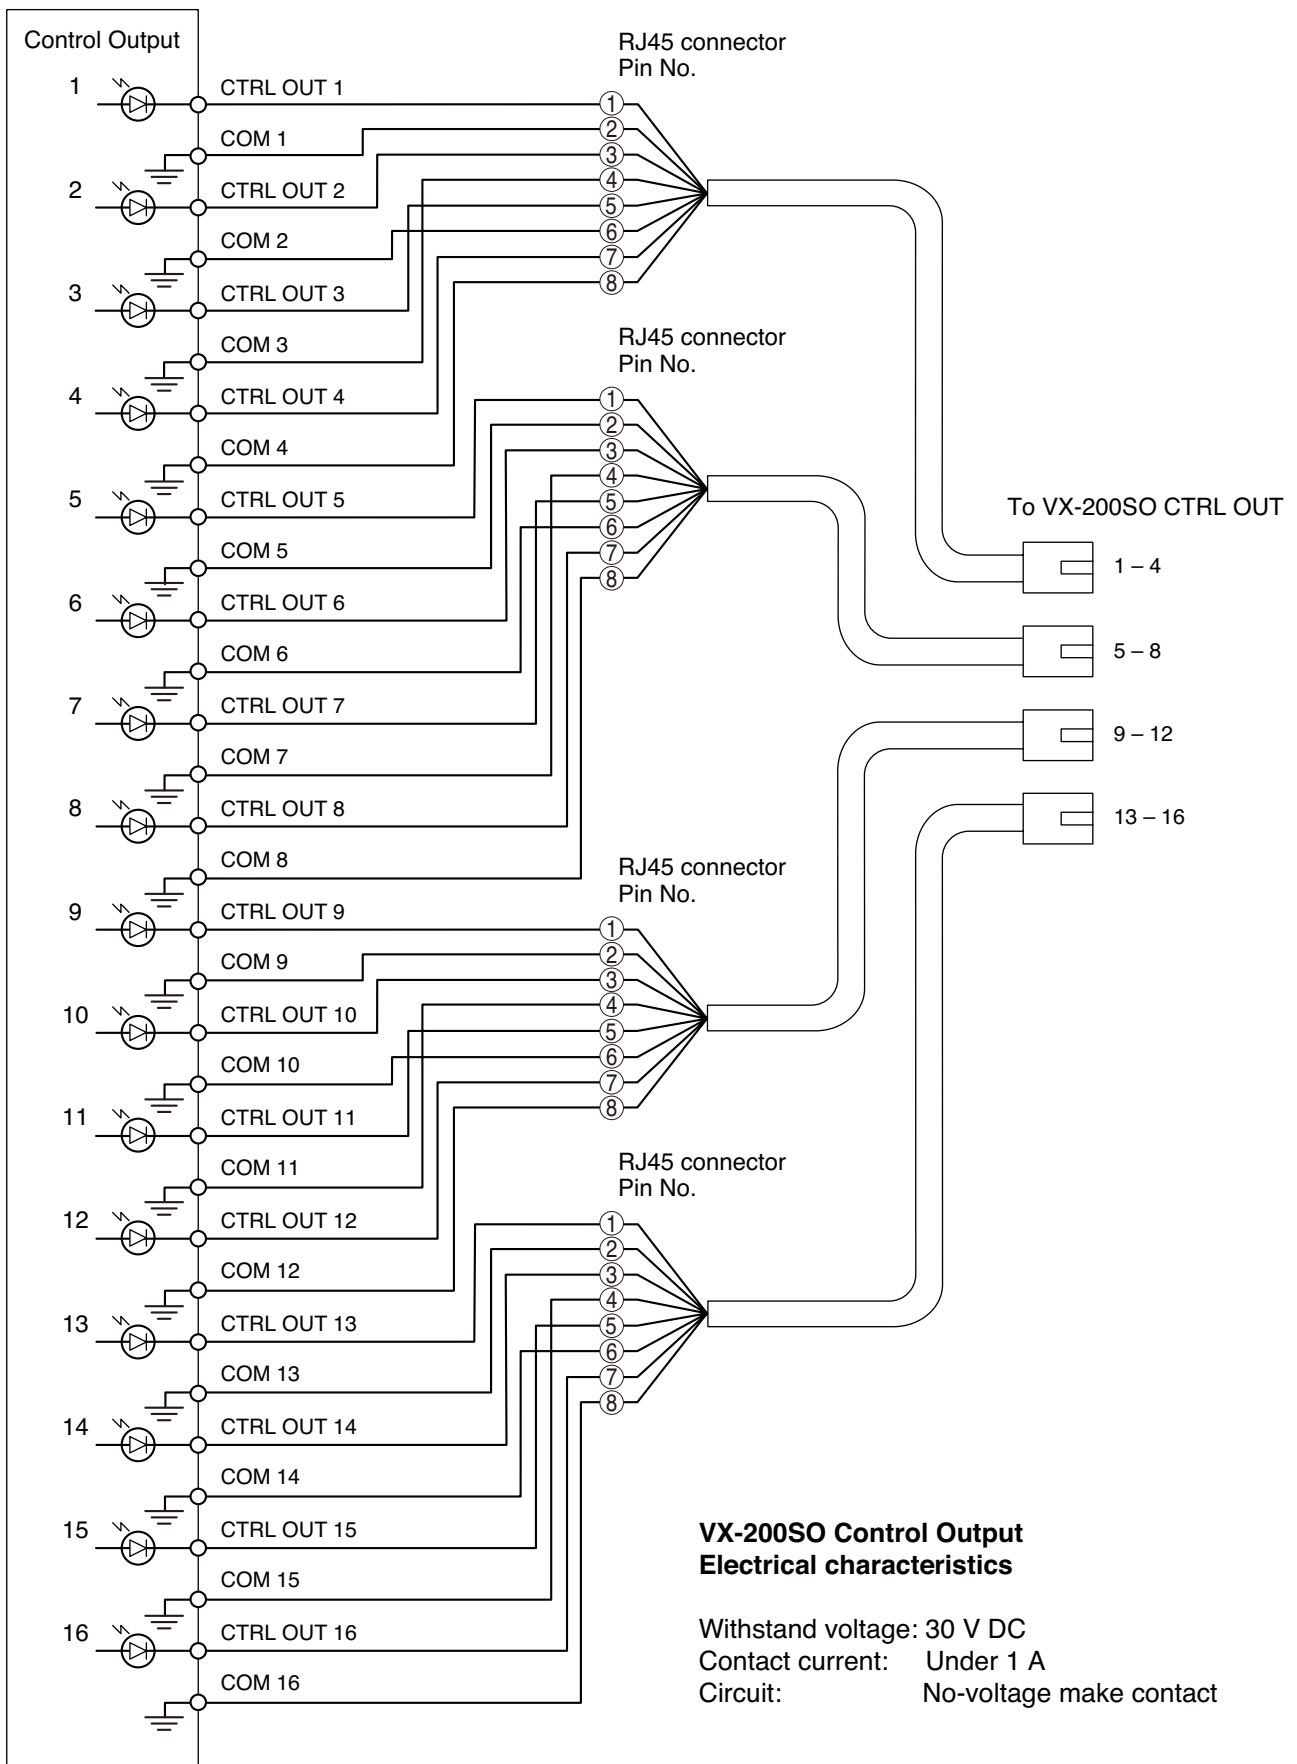 Control Output
RJ45 connector
Pin No.
1
CTRL OUT 1
①
COM 1
②
③
2
CTRL OUT 2
④
⑤
COM 2
⑥
⑦
3
CTRL OUT 3
⑧
COM 3
RJ45 connector
Pin No.
4
CTRL OUT 4
①
②
COM 4
③
④
5
CTRL OUT 5
⑤
To VX-200SO CTRL OUT
⑥
COM 5
⑦
1 – 4
⑧
6
CTRL OUT 6
COM 6
5 – 8
7
CTRL OUT 7
9 – 12
COM 7
8
CTRL OUT 8
13 – 16
COM 8
RJ45 connector
Pin No.
9
CTRL OUT 9
①
COM 9
②
③
10
CTRL OUT 10
④
⑤
COM 10
⑥
⑦
11
CTRL OUT 11
⑧
COM 11
RJ45 connector
Pin No.
12
CTRL OUT 12
①
②
COM 12
③
④
13
CTRL OUT 13
⑤
⑥
COM 13
⑦
⑧
14
CTRL OUT 14
COM 14
15
CTRL OUT 15
VX-200SO Control Output
Electrical characteristics
COM 15
16
CTRL OUT 16
Withstand voltage: 30 V DC
Contact current: Under 1 A
COM 16
Circuit: No-voltage make contact